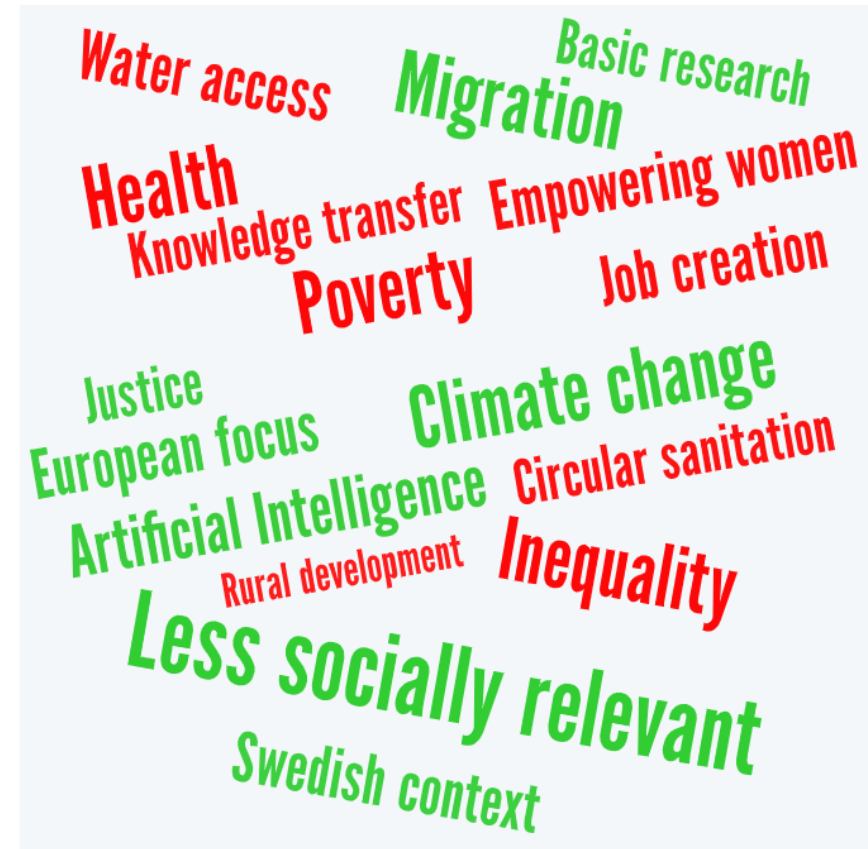 Basic research
Water access
Migration
Empowering women
Health
Knowledge transfer
Job creation
Poverty
Climate change
Justice
European focus
Circular sanitation
Artificial Intelligence
Inequality
Rural development
Less socially relevant
Swedish context